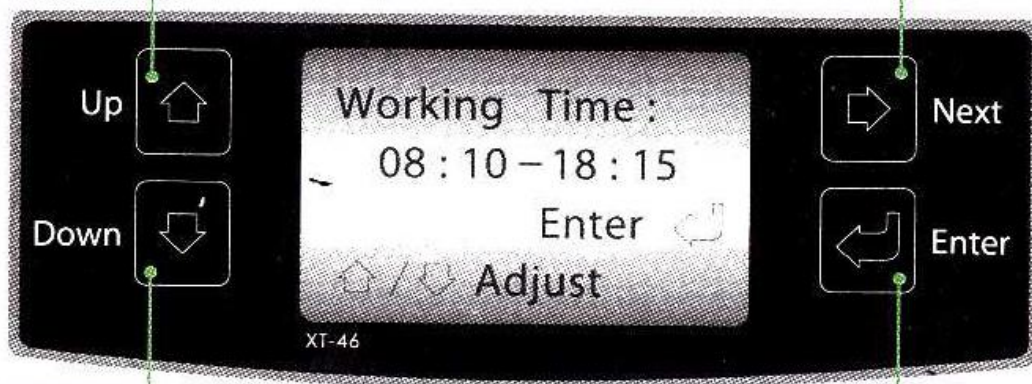 Up
Down
Working Time :
08 : 10 – 18 : 15
Enter
Adjust
XT-46
Next
Enter